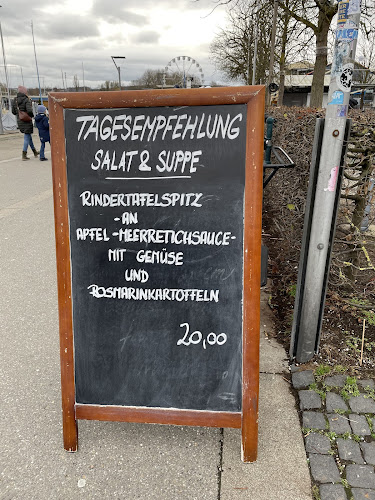 TAGESEMPFEHLUNG
SALAT & SUPPE
RINDERTAFELSPITZ
- AN
APFEL - MEERRETICHSAUCE -
MIT GEMÜSE
UND
ROSMARINKARTOFFELN
20,00